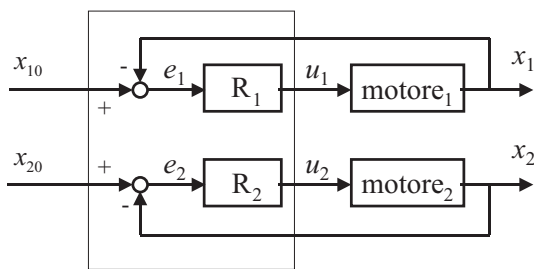 x10 - e1 R1 u1 motore1 x1
+
x20 + e2 R2 u2 motore2 x2
-